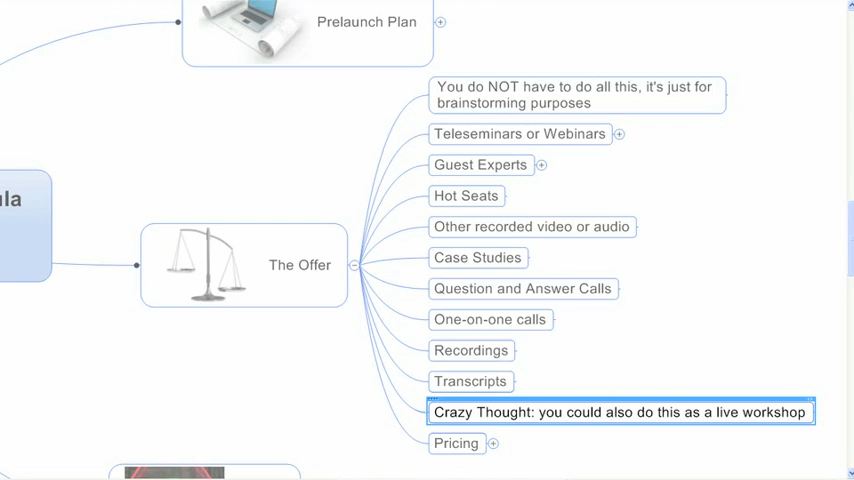 Prelaunch Plan
You do NOT have to do all this, it's just for
brainstorming purposes
Teleseminars or Webinars
Guest Experts
Hot Seats
ula
Other recorded video or audio
Case Studies
The Offer
Question and Answer Calls
One-on-one calls
Recordings
Transcripts
Crazy Thought: you could also do this as a live workshop
Pricing